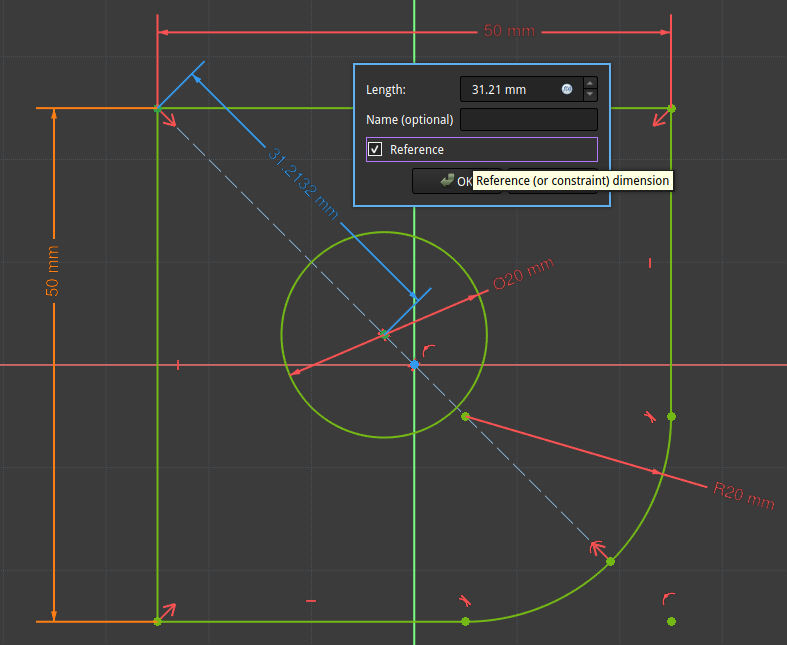 50 mm
Length:
31.21 mm
Name (optional)
Reference
OK
Reference (or constraint) dimension
31.2132 mm
50 mm
∅20 mm
R20 mm